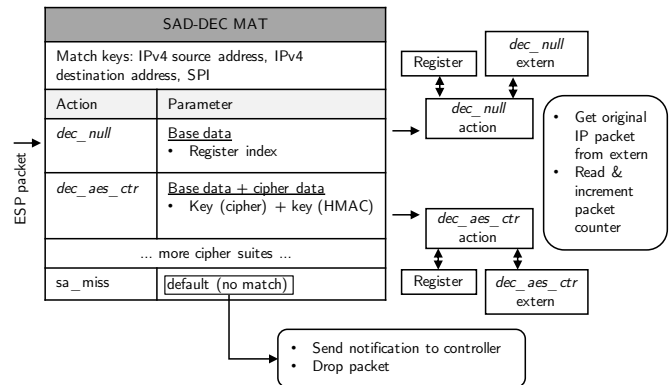 SAD-DEC MAT
Match keys: IPv4 source address, IPv4
destination address, SPI
Action
Parameter
dec_null
Base data
• Register index
dec_aes_ctr
Base data + cipher data
• Key (cipher) + key (HMAC)
... more cipher suites ...
sa_miss
default (no match)
ESP packet
Register
dec_null
extern
dec_null
action
dec_aes_ctr
action
Register
dec_aes_ctr
extern
• Get original
IP packet
from extern
• Read &
increment
packet
counter
• Send notification to controller
• Drop packet